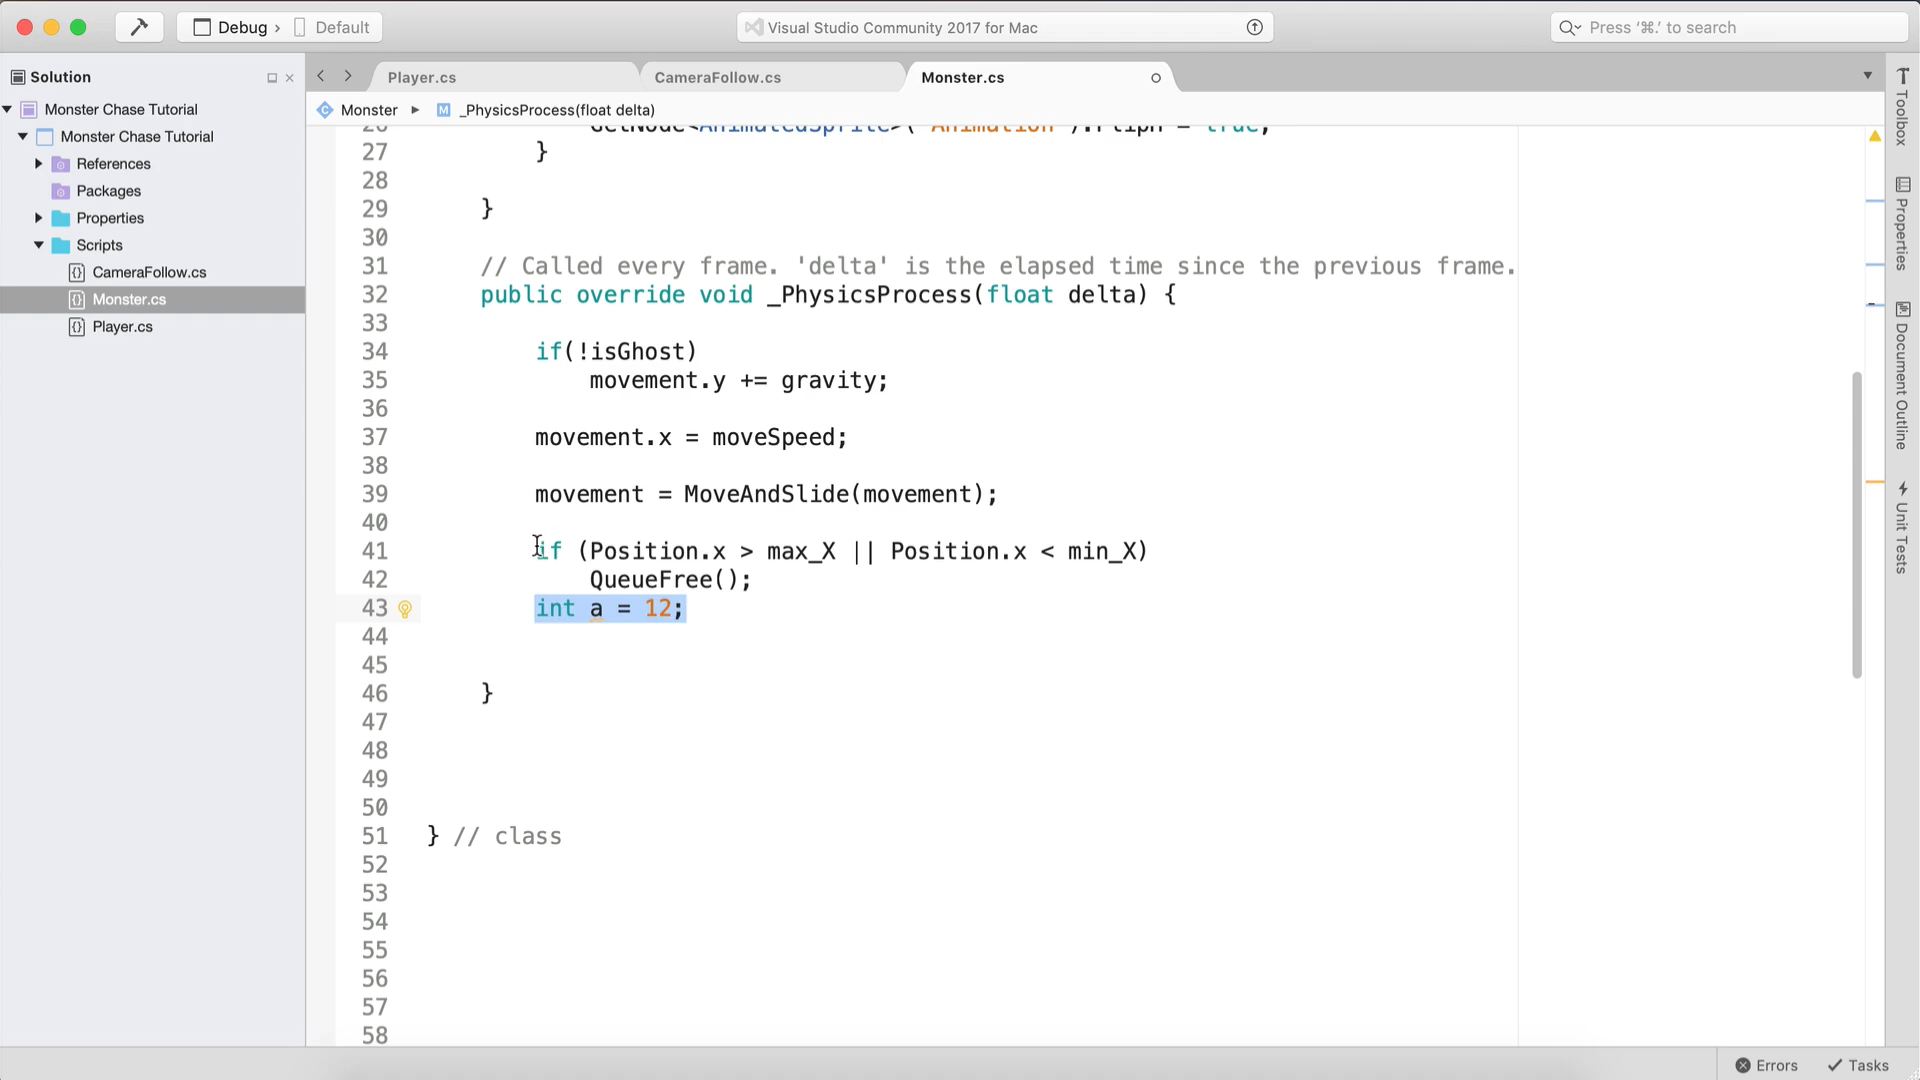 Debug › Default
Visual Studio Community 2017 for Mac
Press '⌘.' to search
Solution
Monster Chase Tutorial
Monster Chase Tutorial
References
Packages
Properties
Scripts
CameraFollow.cs
Monster.cs
Player.cs
Player.cs
CameraFollow.cs
Monster.cs
Monster ▸ M _PhysicsProcess(float delta)
26 GetNode<AnimatedSprite>("Animation").FlipH = true;
27 }
28
29 }
30
31 // Called every frame. 'delta' is the elapsed time since the previous frame.
32 public override void _PhysicsProcess(float delta) {
33
34 if(!isGhost)
35 movement.y += gravity;
36
37 movement.x = moveSpeed;
38
39 movement = MoveAndSlide(movement);
40
41 if (Position.x > max_X || Position.x < min_X)
42 QueueFree();
43 int a = 12;
44
45
46 }
47
48
49
50
51 } // class
52
53
54
55
56
57
58
Toolbox
Properties
Document Outline
Unit Tests
Errors
Tasks